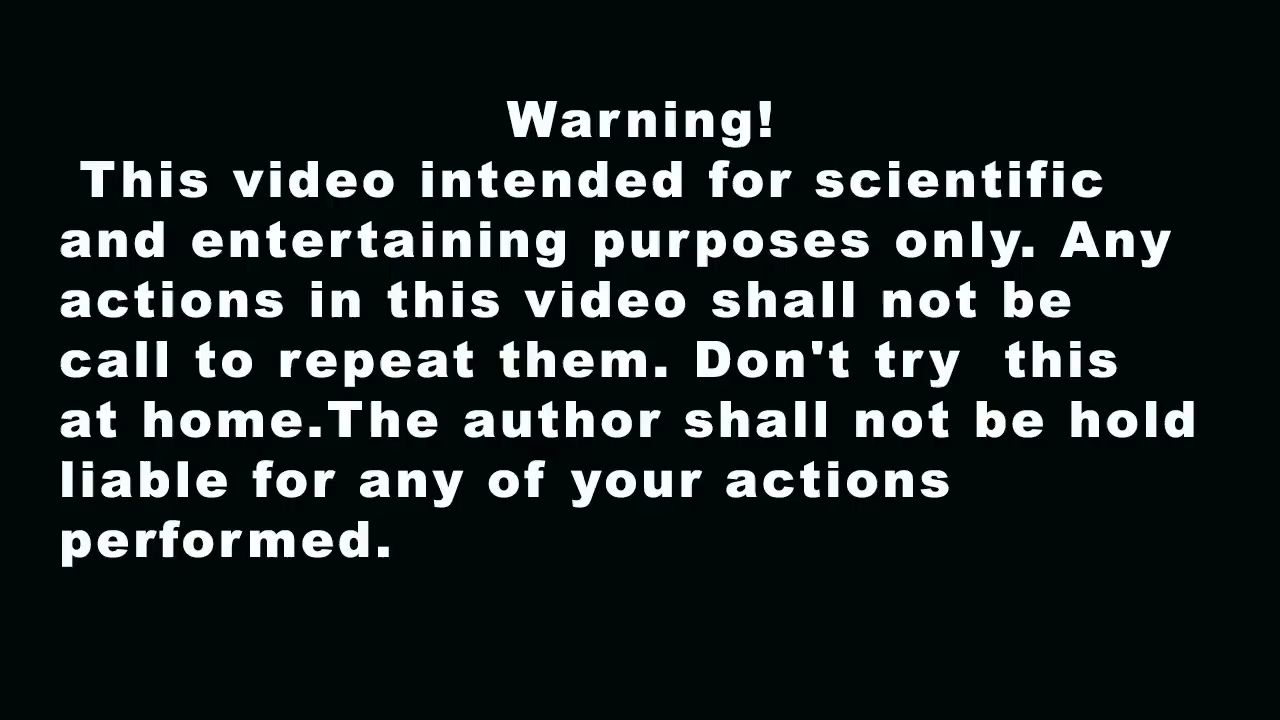 Warning!
This video intended for scientific
and entertaining purposes only. Any
actions in this video shall not be
call to repeat them. Don't try  this
at home.The author shall not be hold
liable for any of your actions
performed.